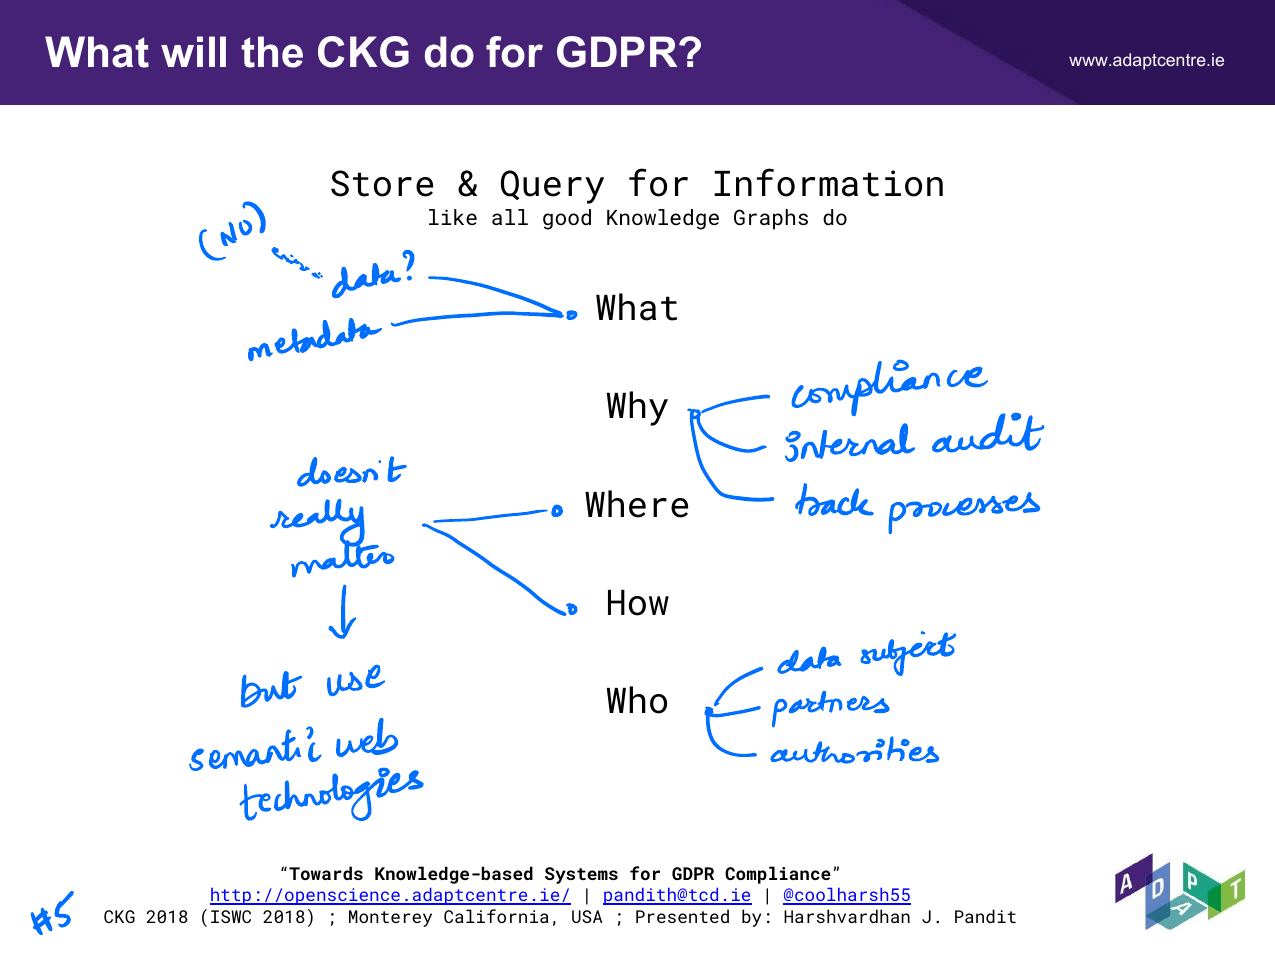 What will the CKG do for GDPR?
www.adaptcentre.ie
Store & Query for Information
like all good Knowledge Graphs do
(NO)
data?
metadata
What
Why
compliance
internal audit
track processes
doesn't
really
matter
Where
How
but use
semantic web
technologies
Who
data subject
partners
authorities
“Towards Knowledge-based Systems for GDPR Compliance”
http://openscience.adaptcentre.ie/ | pandith@tcd.ie | @coolharsh55
CKG 2018 (ISWC 2018) ; Monterey California, USA ; Presented by: Harshvardhan J. Pandit
#5
ADAPT